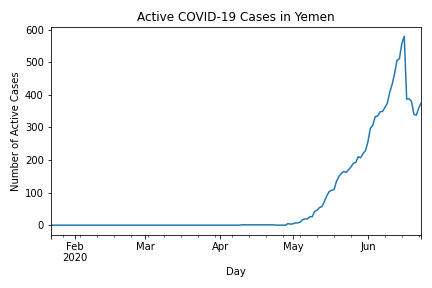 Active COVID-19 Cases in Yemen
600
500
400
300
200
100
0
Number of Active Cases
Feb
2020
Mar
Apr
May
Jun
Day